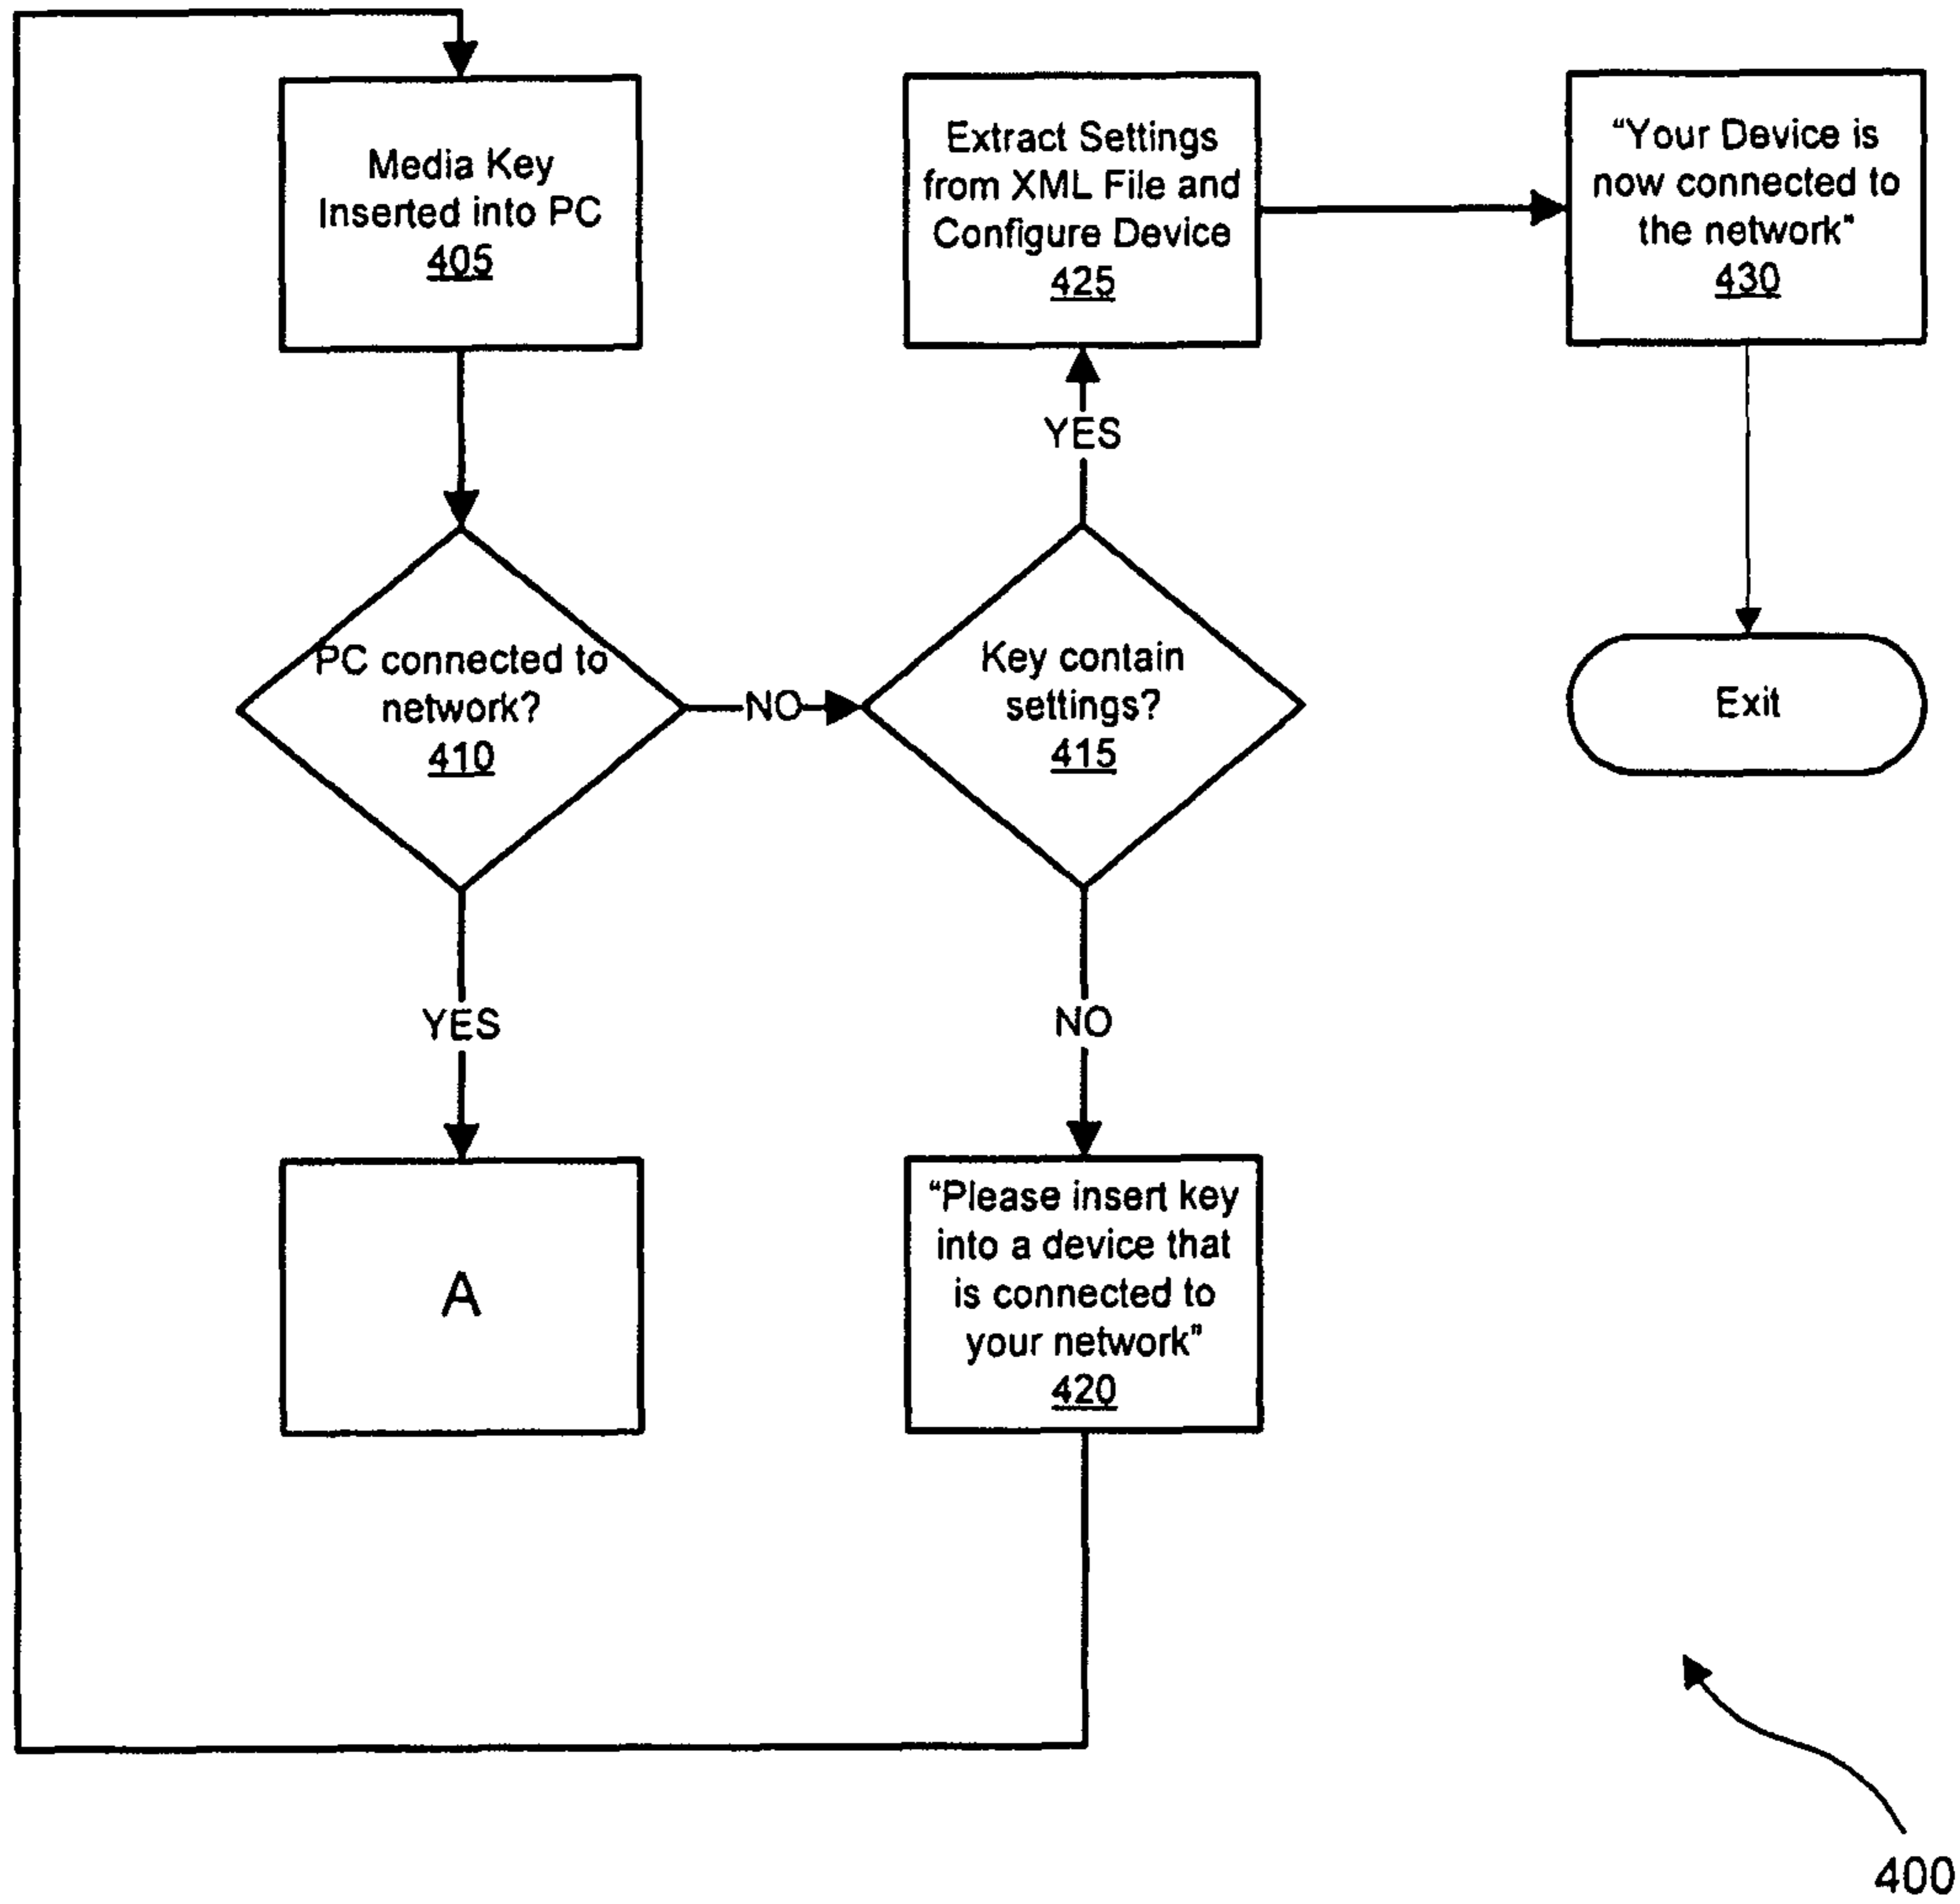 Media Key
Inserted into PC
405
Extract Settings
from XML File and
Configure Device
425
“Your Device is
now connected to
the network”
430
YES
PC connected to
network?
410
NO
Key contain
settings?
415
Exit
YES
NO
A
“Please insert key
into a device that
is connected to
your network”
420
400